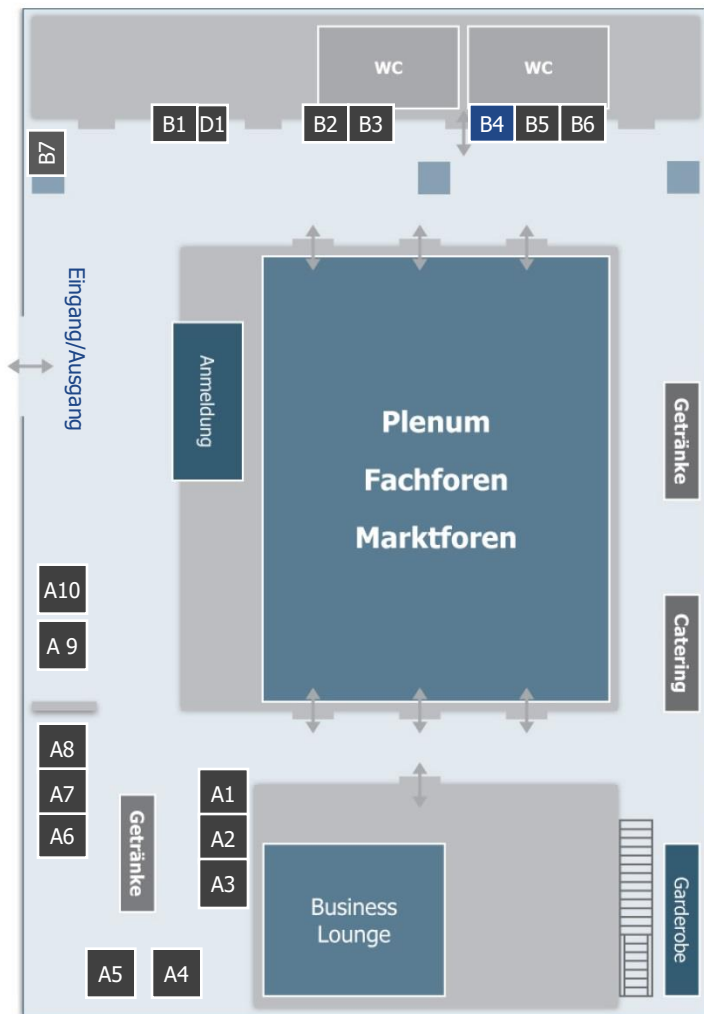 WC
WC
B1
D1
B2
B3
B4
B5
B6
B7
Eingang/Ausgang
Anmeldung
Plenum
Fachforen
Marktforen
Getränke
Catering
A10
A 9
A8
A7
A6
Getränke
A1
A2
A3
A5
A4
Business
Lounge
Garderobe